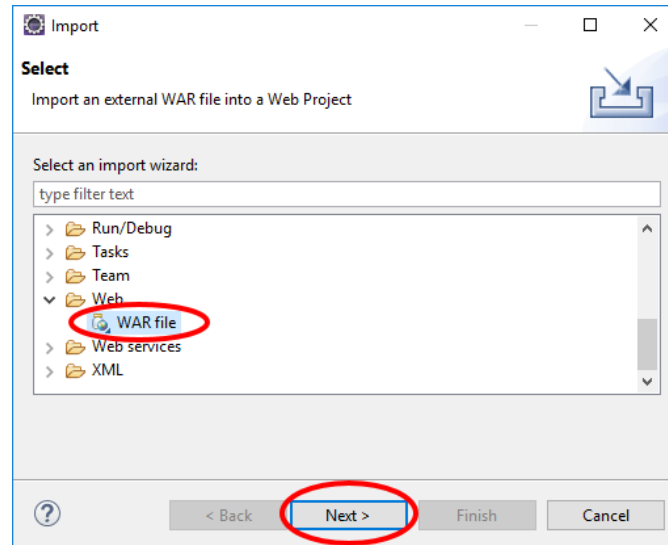 Import
Select
Import an external WAR file into a Web Project
Select an import wizard:
type filter text
Run/Debug
Tasks
Team
Web
WAR file
Web services
XML
?
< Back Next > Finish Cancel